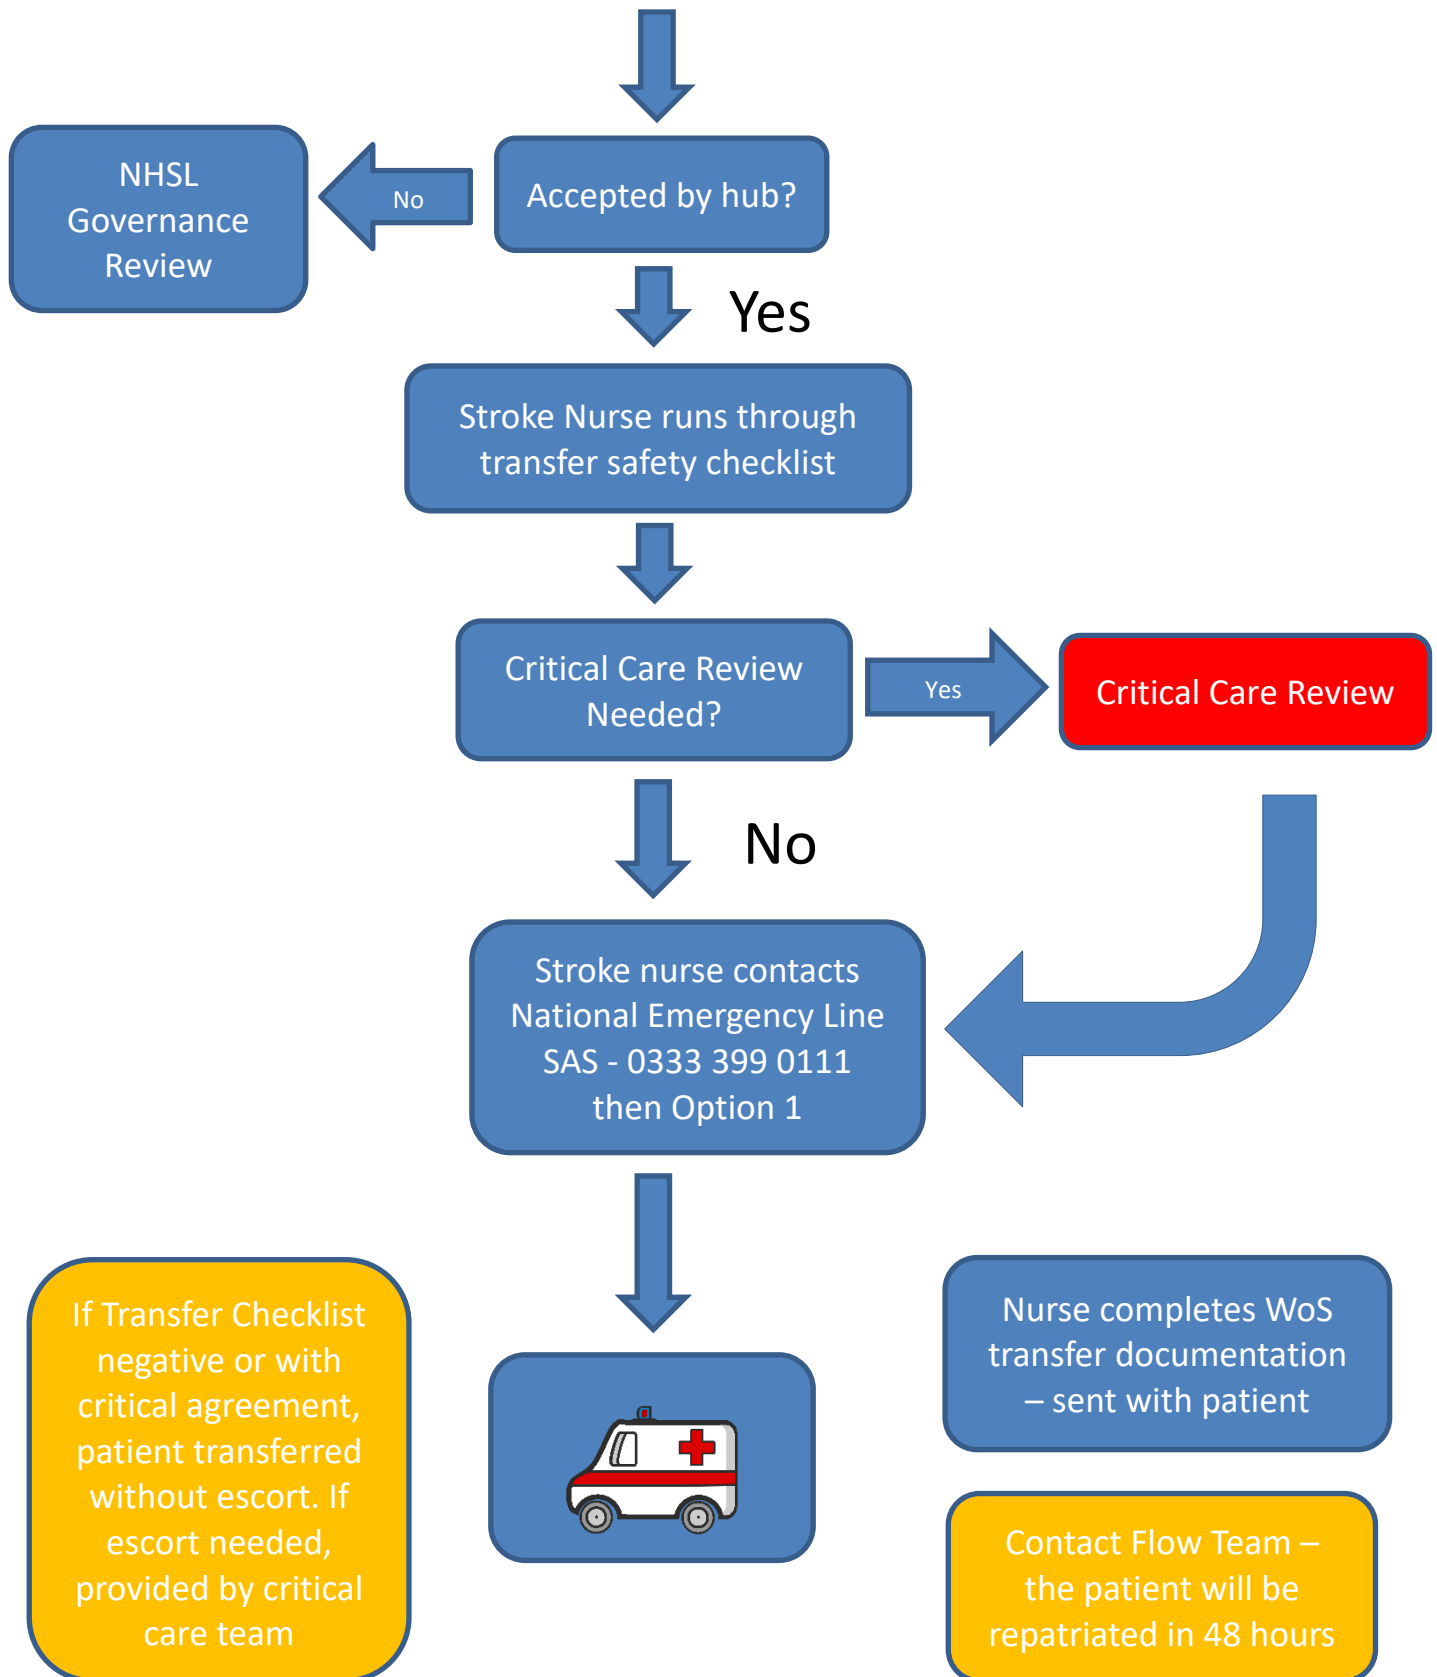 NHSL
Governance
Review
No
Accepted by hub?
Yes
Stroke Nurse runs through
transfer safety checklist
Critical Care Review
Needed?
Yes
Critical Care Review
No
Stroke nurse contacts
National Emergency Line
SAS - 0333 399 0111
then Option 1
If Transfer Checklist
negative or with
critical agreement,
patient transferred
without escort. If
escort needed,
provided by critical
care team
Nurse completes WoS
transfer documentation
– sent with patient
Contact Flow Team –
the patient will be
repatriated in 48 hours